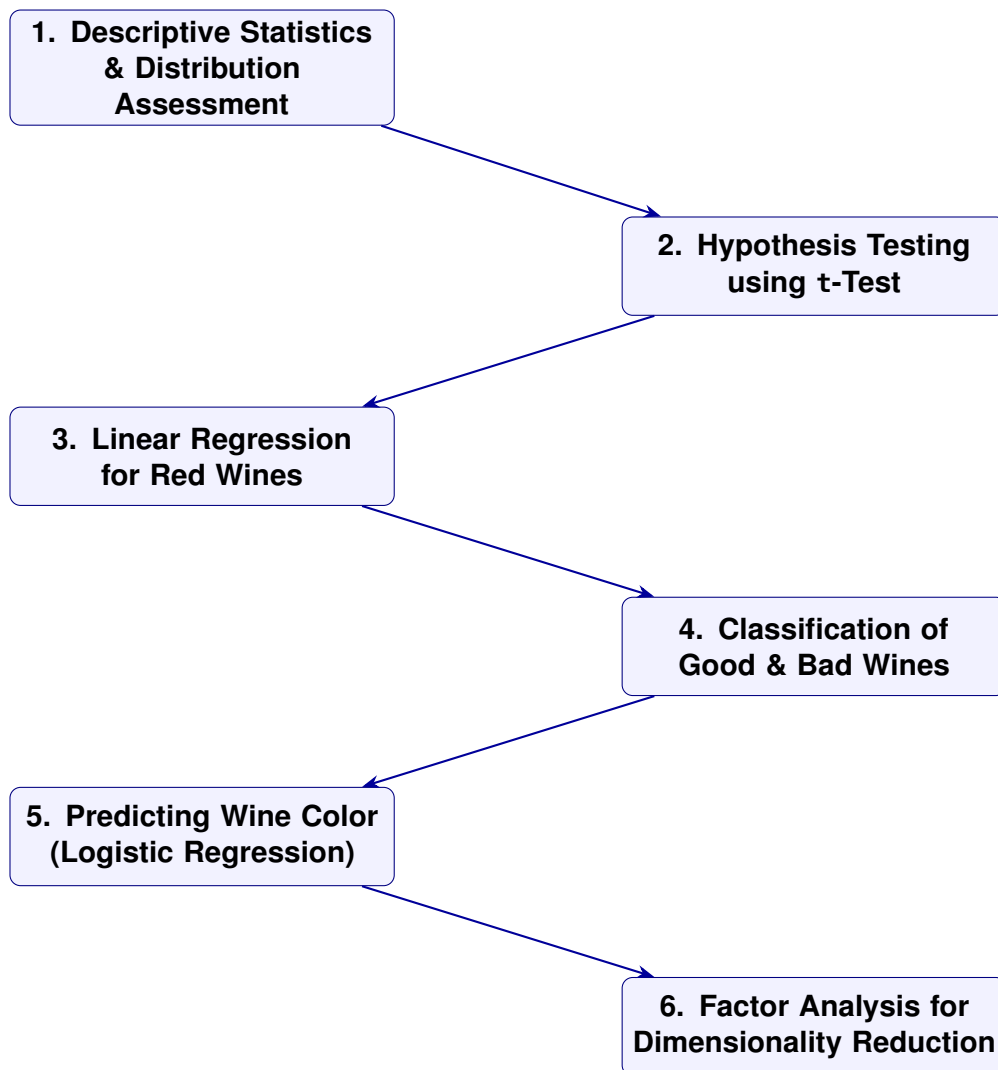 1. Descriptive Statistics
& Distribution
Assessment
2. Hypothesis Testing
using t-Test
3. Linear Regression
for Red Wines
4. Classification of
Good & Bad Wines
5. Predicting Wine Color
(Logistic Regression)
6. Factor Analysis for
Dimensionality Reduction